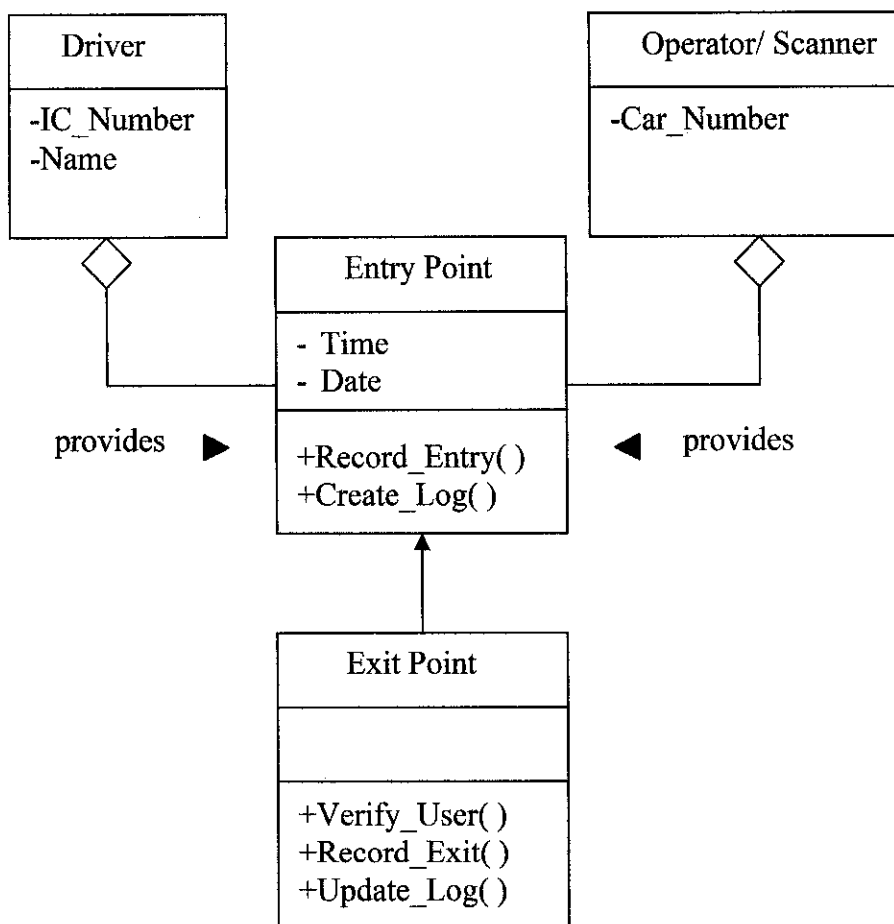 Driver
-IC_Number
-Name
Operator/ Scanner
-Car_Number
Entry Point
- Time
- Date
+Record_Entry( )
+Create_Log( )
provides
provides
Exit Point
+Verify_User( )
+Record_Exit( )
+Update_Log( )